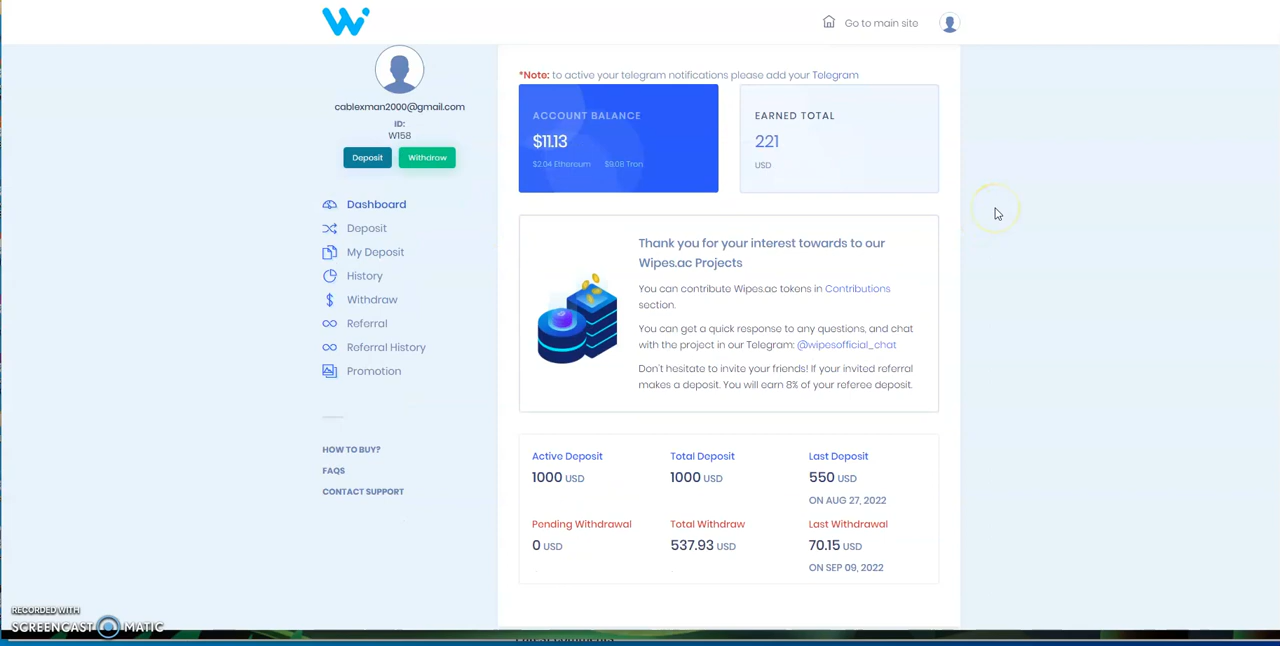 Go to main site
cablexman2000@gmail.com
ID:
W158
Deposit
Withdrow
Dashboard
Deposit
My Deposit
History
Withdraw
Referral
Referral History
Promotion
HOW TO BUY?
FAQS
CONTACT SUPPORT
*Note: to active your telegram notifications please add your Telegram
ACCOUNT BALANCE
$11.13
$2.04 Ethereum
Tron
EARNED TOTAL
221
USD
Thank you for your interest towards to our
Wipes.ac Projects
You can contribute Wipes.ac tokens in Contributions
section.
You can get a quick response to any questions, and chat
with the project in our Telegram: @wipesofficial_chat
Don't hesitate to invite your friends! If your invited referral
makes a deposit. You will earn 8% of your referee deposit.
Active Deposit
1000 USD
Total Deposit
1000 USD
Last Deposit
550 USD
ON AUG 27, 2022
Pending Withdrawal
0 USD
Total Withdraw
537.93 USD
Last Withdrawal
70.15 USD
ON SEP 09, 2022
RECORDED WITH
SCREENCAST MATIC